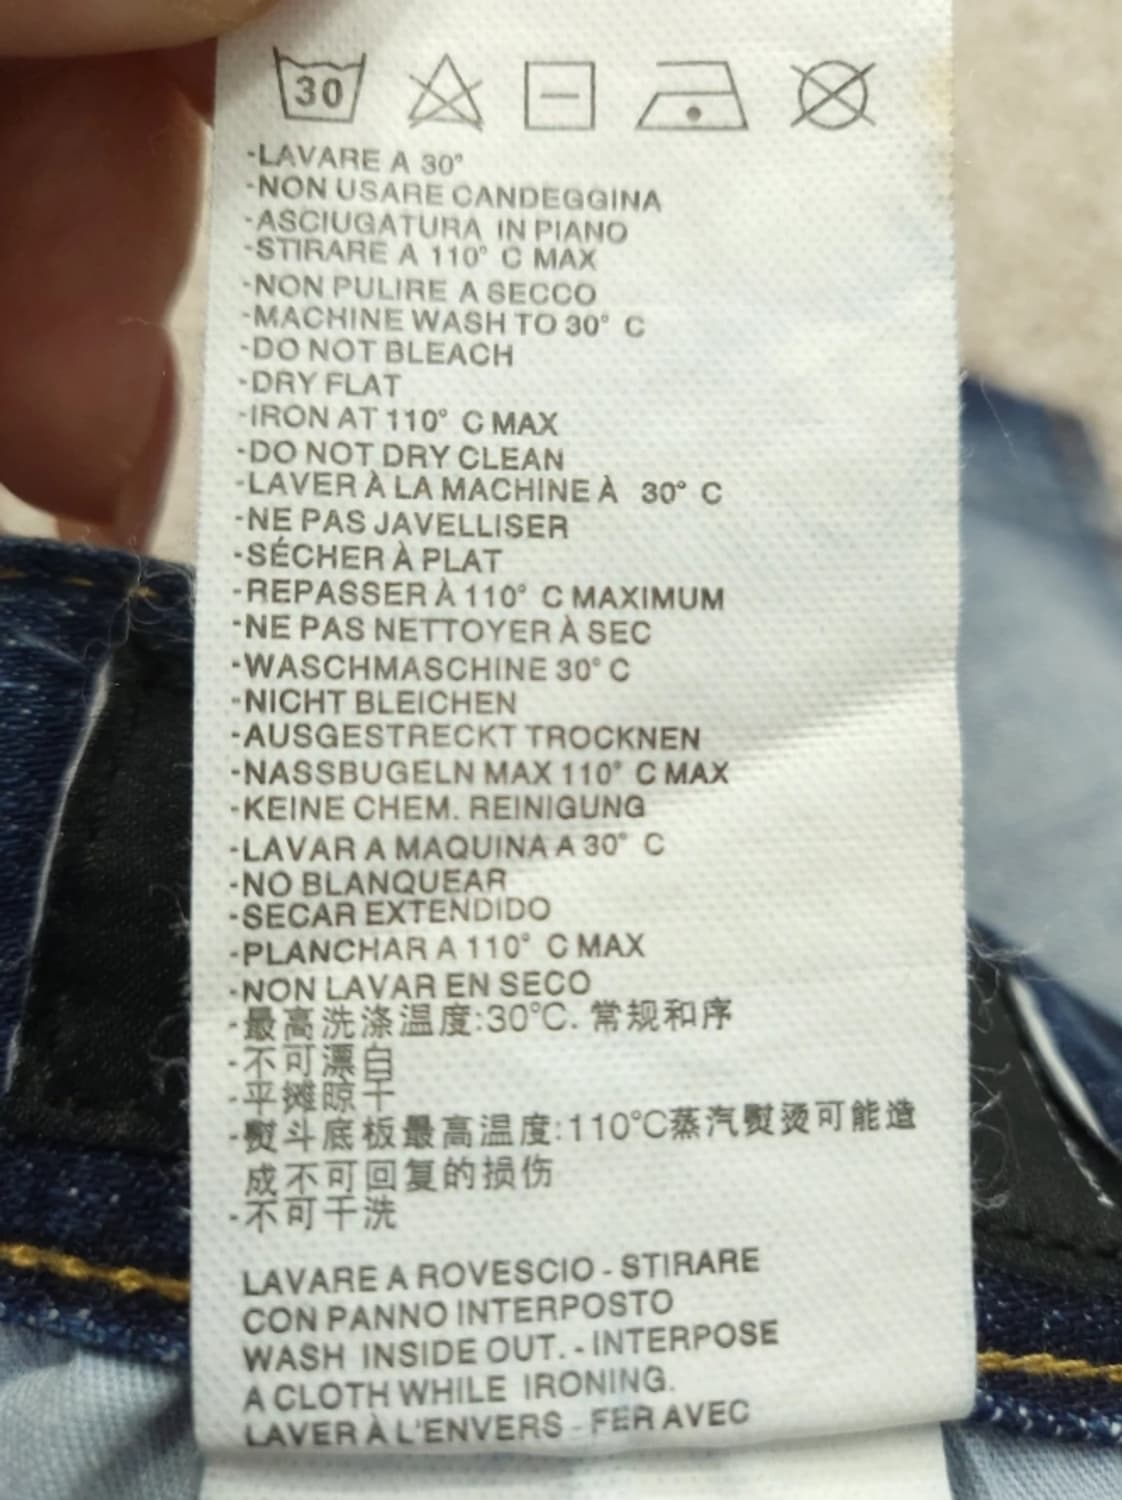 30
-LAVARE A 30°
-NON USARE CANDEGGINA
-ASCIUGATURA IN PIANO
-STIRARE A 110° C MAX
-NON PULIRE A SECCO
-MACHINE WASH TO 30° C
-DO NOT BLEACH
-DRY FLAT
-IRON AT 110° C MAX
-DO NOT DRY CLEAN
-LAVER À LA MACHINE À 30° C
-NE PAS JAVELLISER
-SÉCHER À PLAT
-REPASSER À 110° C MAXIMUM
-NE PAS NETTOYER À SEC
-WASCHMASCHINE 30° C
-NICHT BLEICHEN
-AUSGESTRECKT TROCKNEN
-NASSBUGELN MAX 110° C MAX
-KEINE CHEM. REINIGUNG
-LAVAR A MAQUINA A 30° C
-NO BLANQUEAR
-SECAR EXTENDIDO
-PLANCHAR A 110° C MAX
-NON LAVAR EN SECO
-最高洗涤温度:30℃. 常规和序
-不可漂白
-平摊晾干
-熨斗底板最高温度:110℃蒸汽熨烫可能造
成不可回复的损伤
-不可干洗
LAVARE A ROVESCIO - STIRARE
CON PANNO INTERPOSTO
WASH INSIDE OUT. - INTERPOSE
A CLOTH WHILE IRONING.
LAVER À L'ENVERS - FER AVEC